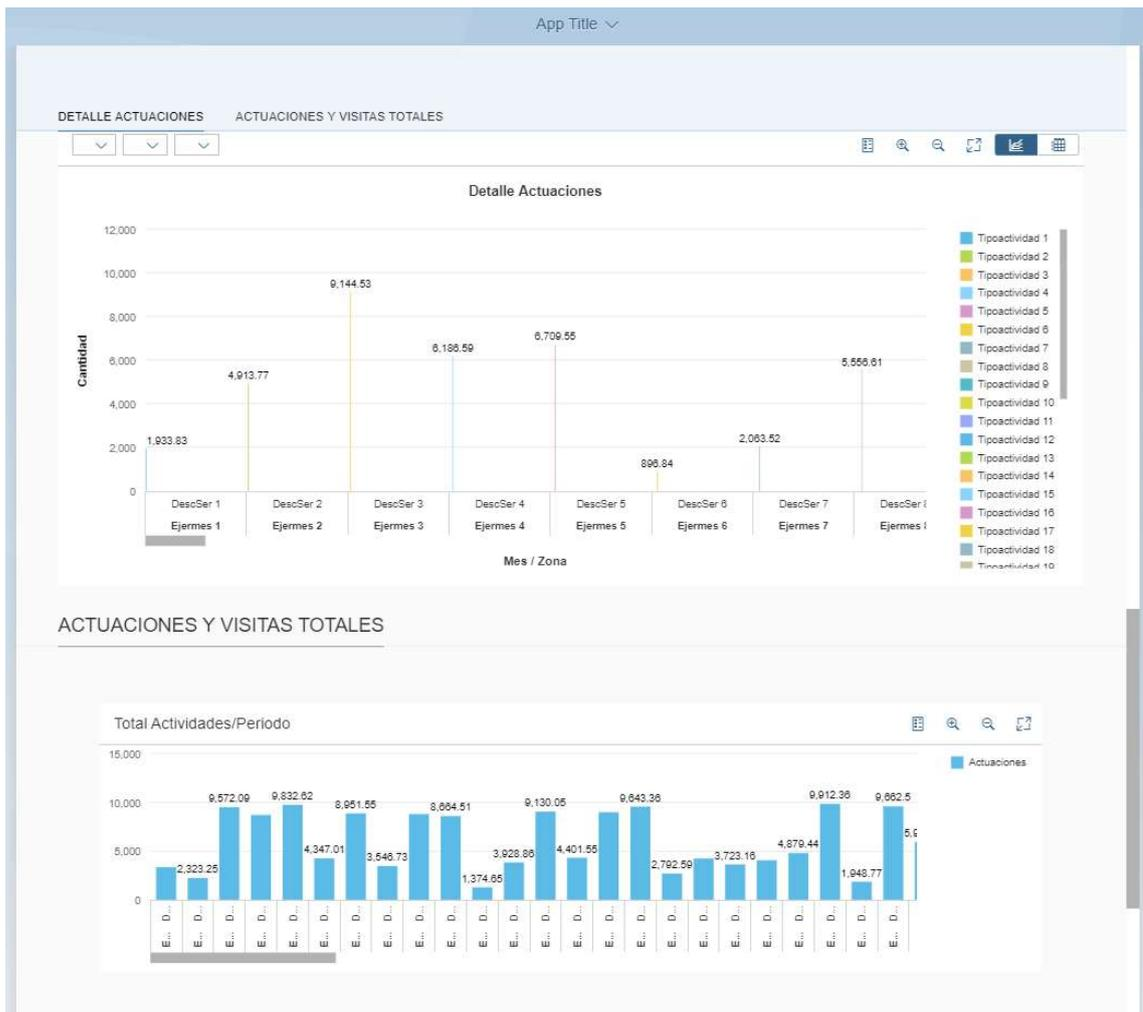 App Title
DETALLE ACTUACIONES ACTUACIONES Y VISITAS TOTALES
Detalle Actuaciones
12,000
10,000
8,000
6,000
4,000
2,000
0
Cantidad
1,933.83
4,913.77
9,144.53
6,186.59
6,709.55
896.84
2,063.52
5,556.61
DescSer 1 DescSer 2 DescSer 3 DescSer 4 DescSer 5 DescSer 6 DescSer 7 DescSer
Ejermes 1 Ejermes 2 Ejermes 3 Ejermes 4 Ejermes 5 Ejermes 6 Ejermes 7 Ejermes
Mes / Zona
Tipoactividad 1
Tipoactividad 2
Tipoactividad 3
Tipoactividad 4
Tipoactividad 5
Tipoactividad 6
Tipoactividad 7
Tipoactividad 8
Tipoactividad 9
Tipoactividad 10
Tipoactividad 11
Tipoactividad 12
Tipoactividad 13
Tipoactividad 14
Tipoactividad 15
Tipoactividad 16
Tipoactividad 17
Tipoactividad 18
Tipoactividad 19
ACTUACIONES Y VISITAS TOTALES
Total Actividades/Periodo
15,000
10,000
5,000
0
2,323.25
9,572.09
9,832.62
4,347.01
8,951.55
3,546.73
8,664.51
1,374.65
3,928.86
9,130.05
4,401.55
9,643.36
2,792.59
3,723.16
4,879.44
9,912.36
1,948.77
9,662.5
D... D... D... D... D... D... D... D... D... D... D... D... D... D... D... D... D... D... D... D... D... D... D... D...
E... E... E... E... E... E... E... E... E... E... E... E... E... E... E... E... E... E... E... E... E... E... E... E...
Actuaciones